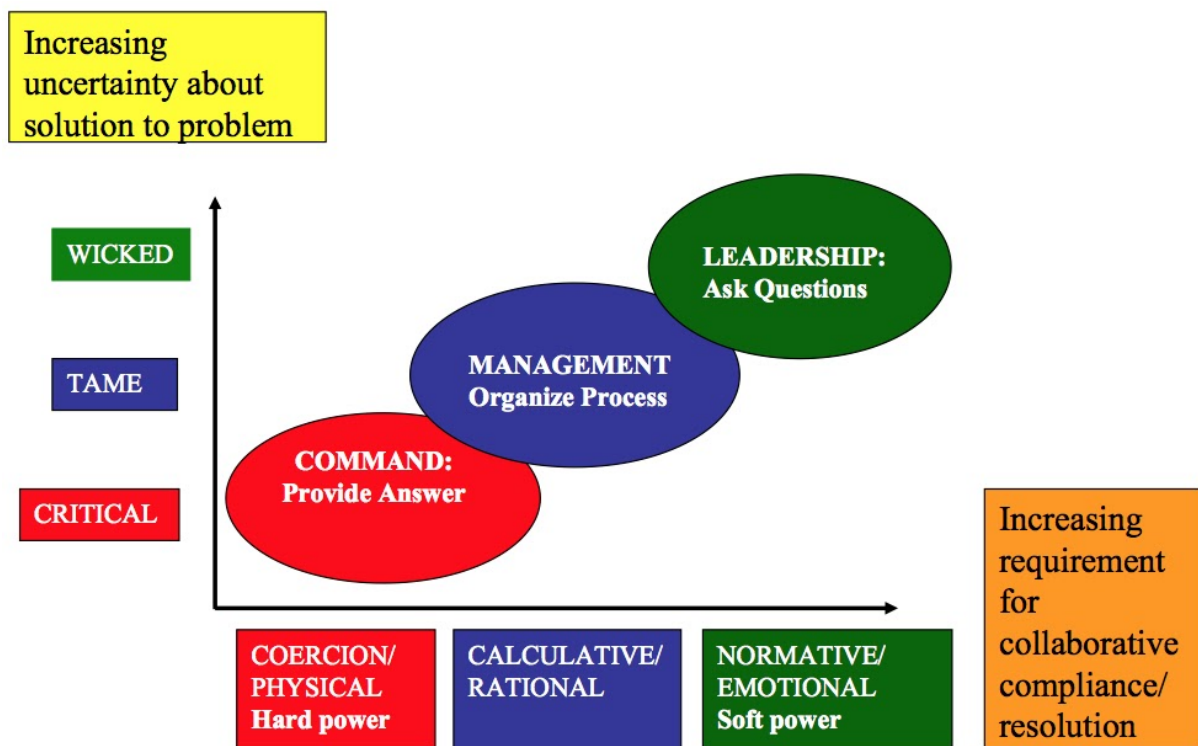 Increasing
uncertainty about
solution to problem
WICKED
LEADERSHIP:
Ask Questions
TAME
MANAGEMENT
Organize Process
CRITICAL
COMMAND:
Provide Answer
COERCION/
PHYSICAL
Hard power
CALCULATIVE/
RATIONAL
NORMATIVE/
EMOTIONAL
Soft power
Increasing
requirement
for
collaborative
compliance/
resolution